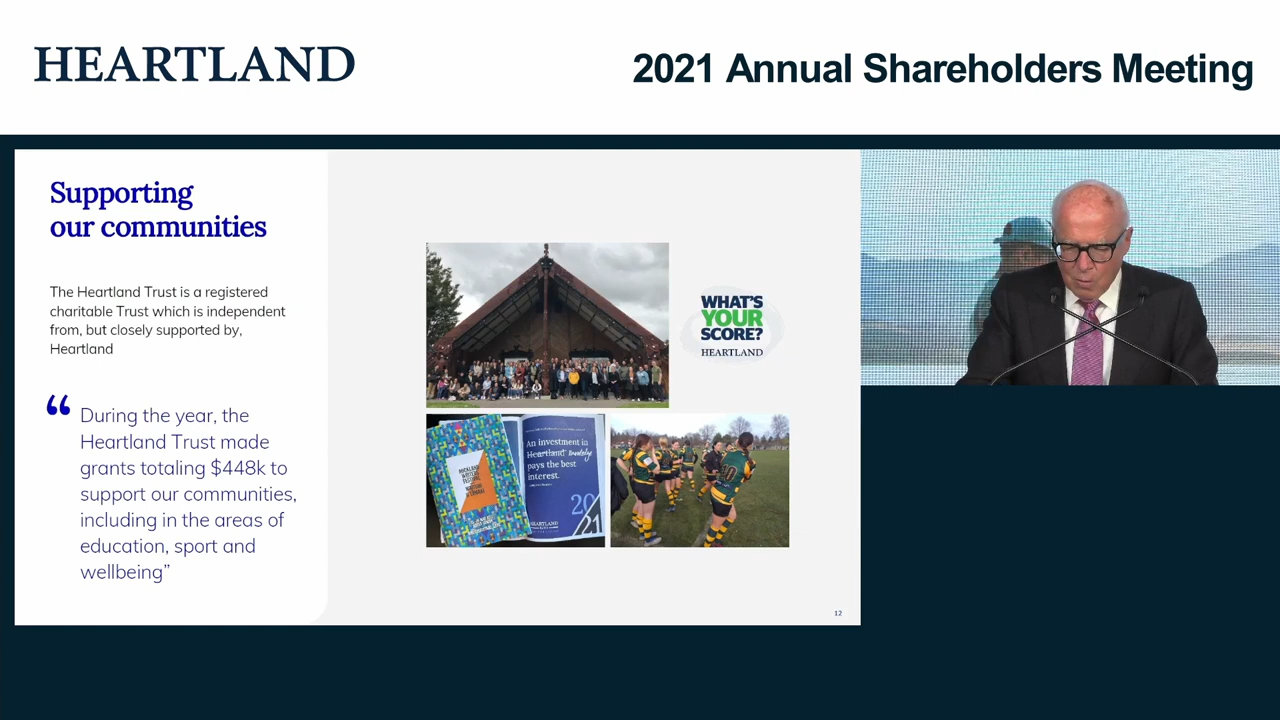 HEARTLAND
2021 Annual Shareholders Meeting
Supporting
our communities
The Heartland Trust is a registered
charitable Trust which is independent
from, but closely supported by,
Heartland
“ During the year, the
Heartland Trust made
grants totaling $448k to
support our communities,
including in the areas of
education, sport and
wellbeing”
WHAT'S
YOUR
SCORE?
HEARTLAND
An investment in
Heartland
pays the best
interest.
20
21
HEARTLAND
12